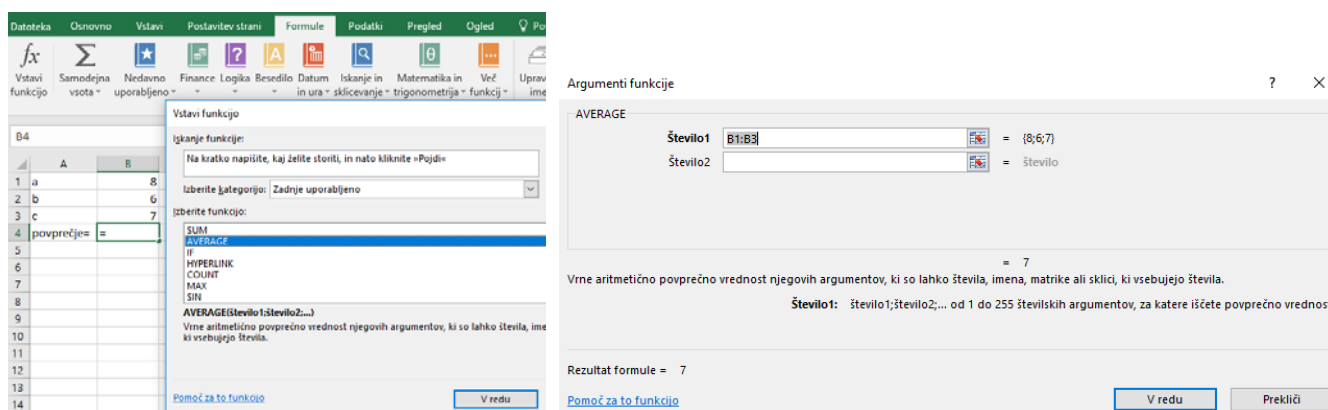 Datoteka Osnovno Vstavi Postavitev strani Formule Podatki Pregled Ogled
fx Σ ? A θ
Vstavi Samodejna Nedavno Finance Logika Besedilo Datum Iskanje in Matematika in Več Uprav
funkcijo vsota uporabljeno in ura sklicevanje trigonometrija funkcij ime
B4
A B
1 a 8
2 b 6
3 c 7
4 povprečje= =
5
6
7
8
9
10
11
12
13
14
Vstavi funkcijo
Iskanje funkcije:
Na kratko napišite, kaj želite storiti, in nato kliknite »Pojdi«
Izberite kategorijo: Zadnje uporabljeno
Izberite funkcijo:
SUM
AVERAGE
IF
HYPERLINK
COUNT
MAX
SIN
AVERAGE(število1;število2;...)
Vrne aritmetično povprečno vrednost njegovih argumentov, ki so lahko števila, ime
ki vsebujejo števila.
Pomoč za to funkcijo V redu
Argumenti funkcije ? ×
AVERAGE
Število1 B1:B3 = {8;6;7}
Število2 = število
= 7
Vrne aritmetično povprečno vrednost njegovih argumentov, ki so lahko števila, imena, matrike ali sklici, ki vsebujejo števila.
Število1: število1;število2;... od 1 do 255 številskih argumentov, za katere iščete povprečno vrednos
Rezultat formule = 7
Pomoč za to funkcijo V redu Prekliči